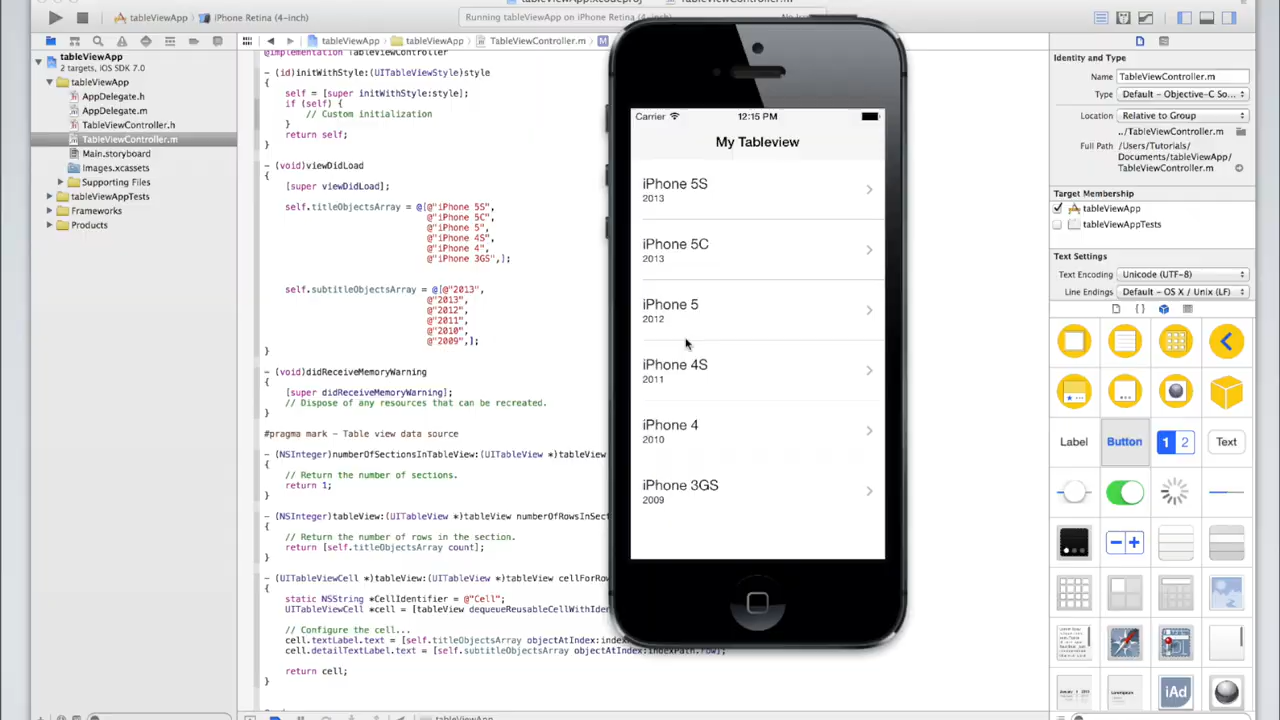 tableViewApp
iPhone Retina (4-inch)
Running tableViewApp on iPhone Retina (4-inch)
tableViewApp
tableViewApp
TableViewController.m
M
tableViewApp
2 targets, iOS SDK 7.0
tableViewApp
AppDelegate.h
AppDelegate.m
TableViewController.h
TableViewController.m
Main.storyboard
Images.xcassets
Supporting Files
tableViewAppTests
Frameworks
Products
@implementation TableViewController
- (id)initWithStyle:(UITableViewStyle)style
{
self = [super initWithStyle:style];
if (self) {
// Custom initialization
}
return self;
}
- (void)viewDidLoad
{
[super viewDidLoad];
self.titleObjectsArray = @[@"iPhone 5S",
@"iPhone 5C",
@"iPhone 5",
@"iPhone 4S",
@"iPhone 4",
@"iPhone 3GS",];
self.subtitleObjectsArray = @[@"2013",
@"2013",
@"2012",
@"2011",
@"2010",
@"2009",];
}
- (void)didReceiveMemoryWarning
{
[super didReceiveMemoryWarning];
// Dispose of any resources that can be recreated.
}
#pragma mark - Table view data source
- (NSInteger)numberOfSectionsInTableView:(UITableView *)tableView
{
// Return the number of sections.
return 1;
}
- (NSInteger)tableView:(UITableView *)tableView numberOfRowsInSec
{
// Return the number of rows in the section.
return [self.titleObjectsArray count];
}
- (UITableViewCell *)tableView:(UITableView *)tableView cellForRow
{
static NSString *CellIdentifier = @"Cell";
UITableViewCell *cell = [tableView dequeueReusableCellWithIden
// Configure the cell...
cell.textLabel.text = [self.titleObjectsArray objectAtIndex:in
cell.detailTextLabel.text = [self.subtitleObjectsArray objectAtIndex:indexPath.row];
return cell;
}
Carrier
12:15 PM
My Tableview
iPhone 5S
2013
iPhone 5C
2013
iPhone 5
2012
iPhone 4S
2011
iPhone 4
2010
iPhone 3GS
2009
Identity and Type
Name TableViewController.m
Type Default - Objective-C So...
Location Relative to Group
../TableViewController.m
Full Path /Users/Tutorials/
Documents/tableViewApp/
TableViewController.m
Target Membership
tableViewApp
tableViewAppTests
Text Settings
Text Encoding Unicode (UTF-8)
Line Endings Default - OS X / Unix (LF)
{ }
Label
Button
1 2
Text
iAd
tableViewApp